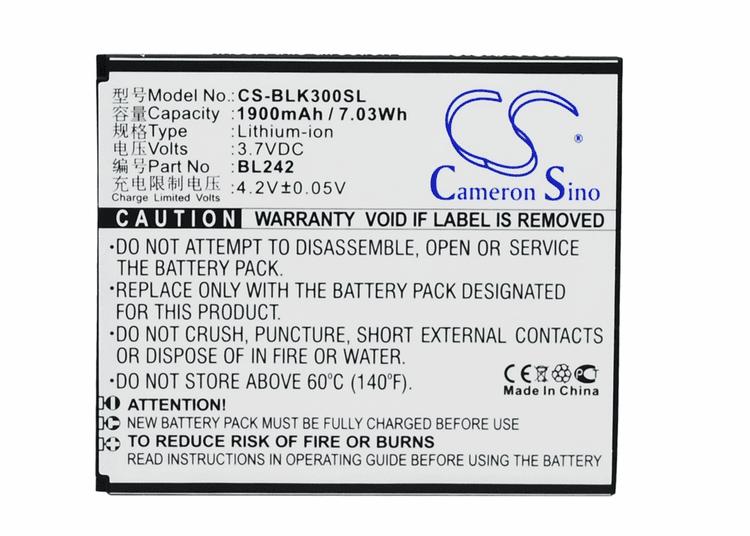 型号Model No.:CS-BLK300SL
容量Capacity :1900mAh / 7.03Wh
类型Type :Lithium-ion
电压Volts :3.7VDC
编号Part No :BL242
充电限制电压:4.2V±0.05V
Charge Limited Volts
CS
®
Cameron Sino
CAUTION WARRANTY VOID IF LABEL IS REMOVED
•DO NOT ATTEMPT TO DISASSEMBLE, OPEN OR SERVICE
THE BATTERY PACK.
•REPLACE ONLY WITH THE BATTERY PACK DESIGNATED FOR
THIS PRODUCT.
•DO NOT CRUSH, PUNCTURE, SHORT EXTERNAL CONTACTS
OR DISPOSE OF IN FIRE OR WATER.
•DO NOT STORE ABOVE 60°C (140°F).
CE PCT
Made In China
ATTENTION!
NEW BATTERY PACK MUST BE FULLY CHARGED BEFORE USE
TO REDUCE RISK OF FIRE OR BURNS
READ INSTRUCTIONS IN OPERATING GUIDE BEFORE USING BATTERY.